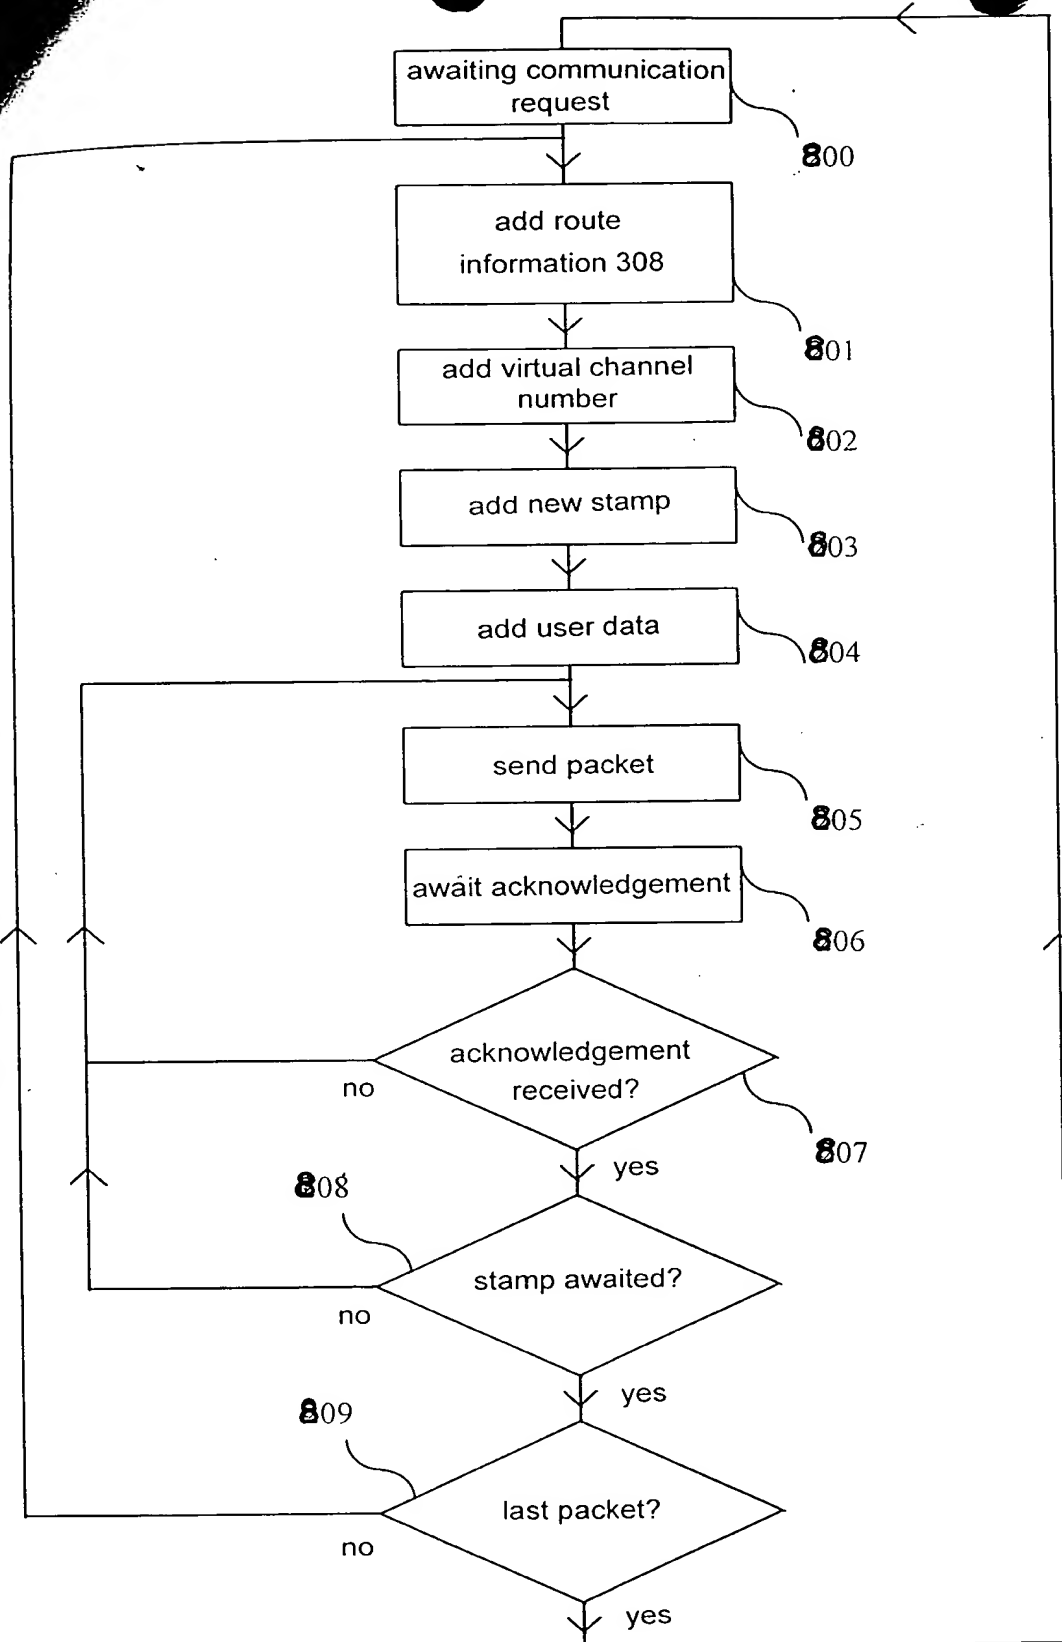 awaiting communication
request
800
add route
information 308
801
add virtual channel
number
802
add new stamp
803
add user data
804
send packet
805
await acknowledgement
806
acknowledgement
received?
no
807
yes
808
stamp awaited?
no
yes
809
last packet?
no
yes